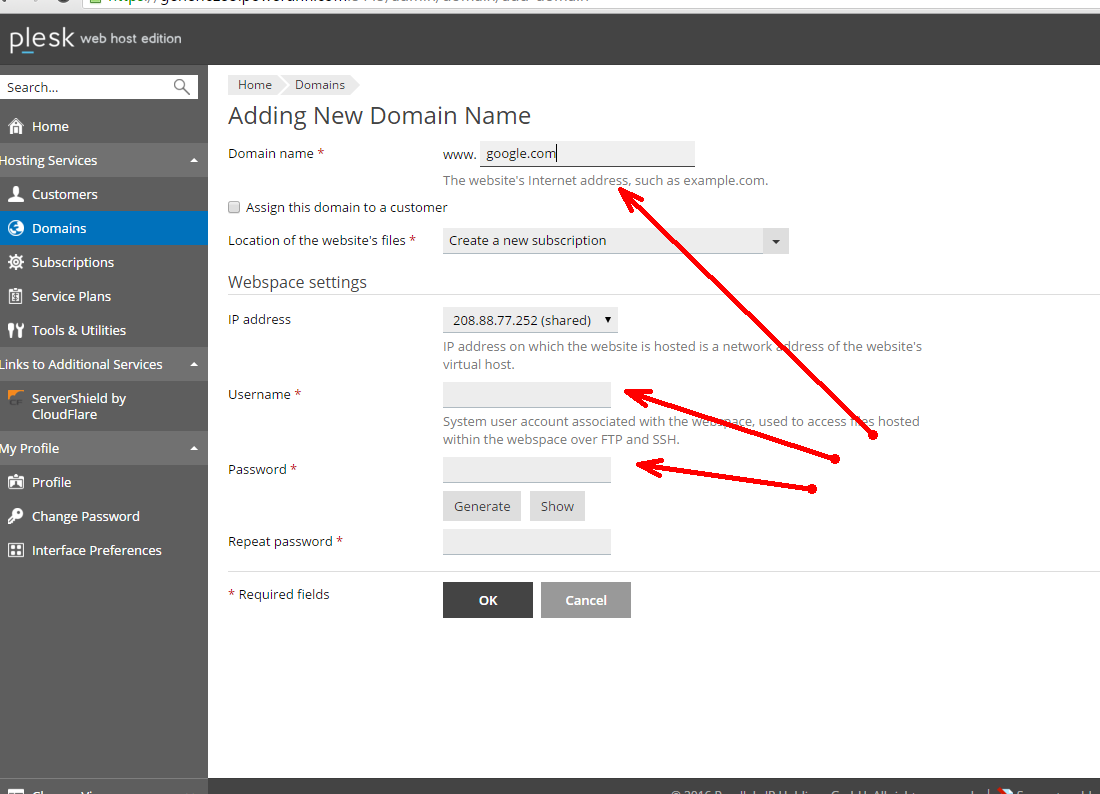 plesk web host edition
Search...
Home
Hosting Services
Customers
Domains
Subscriptions
Service Plans
Tools & Utilities
Links to Additional Services
ServerShield by
CloudFlare
My Profile
Profile
Change Password
Interface Preferences
Home Domains
Adding New Domain Name
Domain name * www. google.com
The website's Internet address, such as example.com.
Assign this domain to a customer
Location of the website's files * Create a new subscription
Webspace settings
IP address 208.88.77.252 (shared)
IP address on which the website is hosted is a network address of the website's
virtual host.
Username *
System user account associated with the webspace, used to access files hosted
within the webspace over FTP and SSH.
Password *
Generate Show
Repeat password *
* Required fields OK Cancel